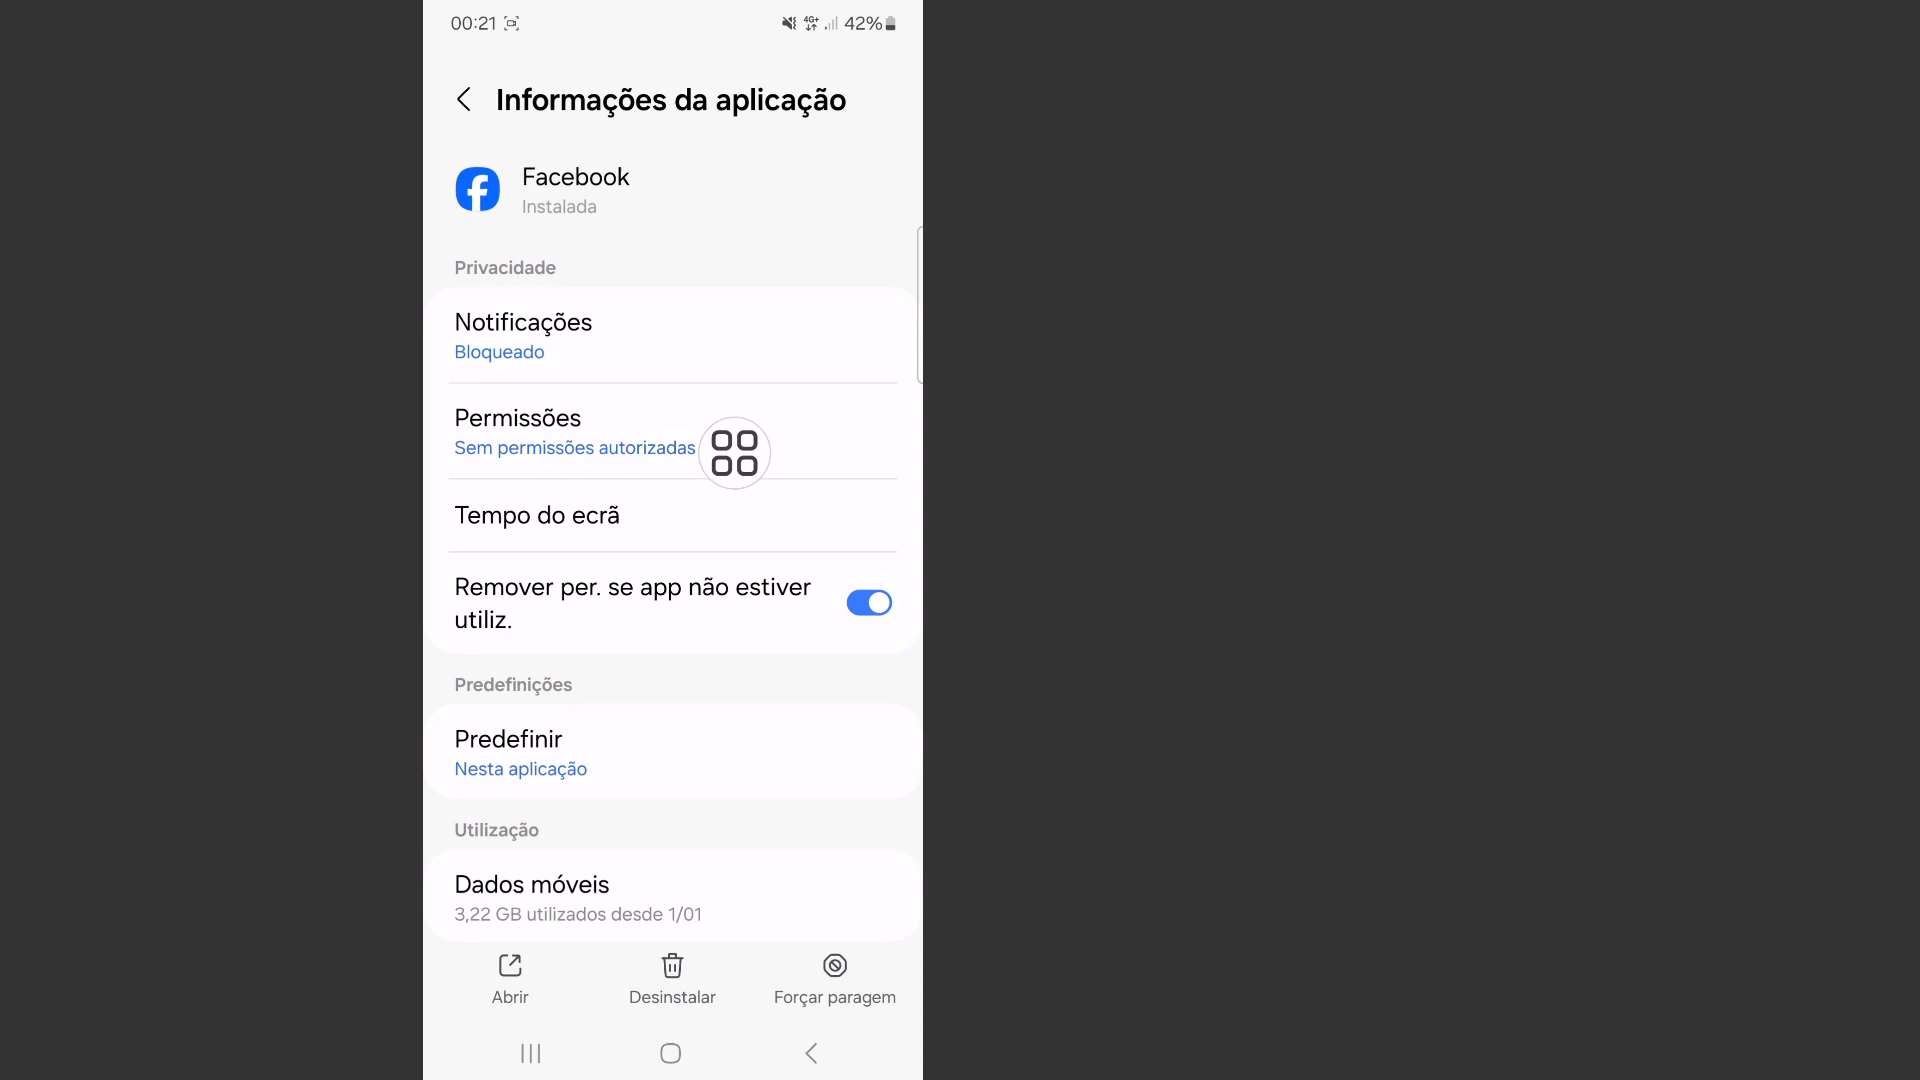 00:21 4G+ 42%
Informações da aplicação
Facebook
Instalada
Privacidade
Notificações
Bloqueado
Permissões
Sem permissões autorizadas
Tempo do ecrã
Remover per. se app não estiver
utiliz.
Predefinições
Predefinir
Nesta aplicação
Utilização
Dados móveis
3,22 GB utilizados desde 1/01
Abrir Desinstalar Forçar paragem